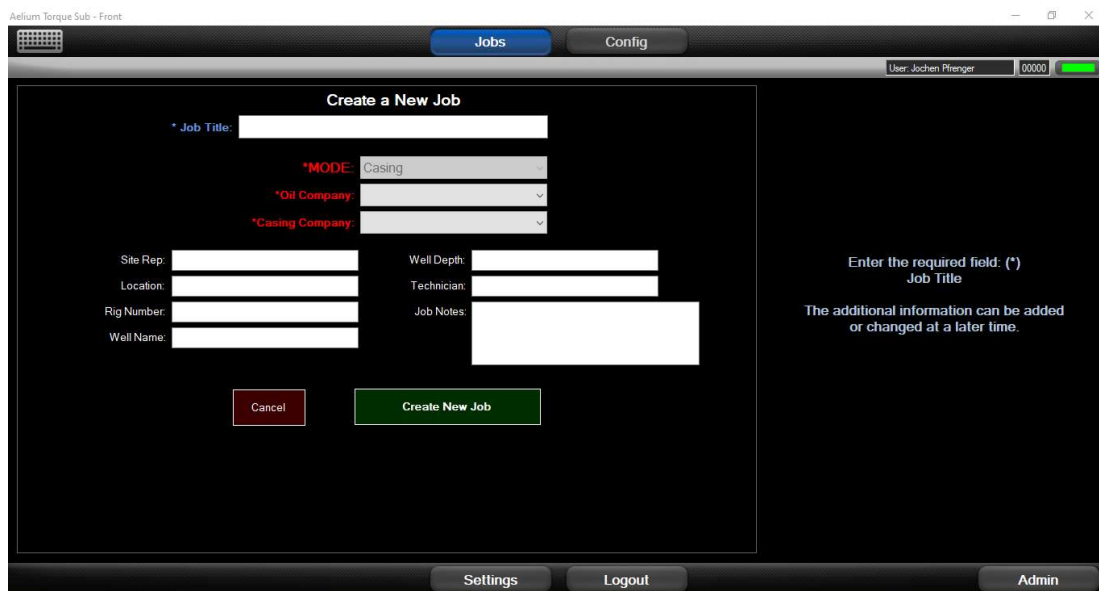 Aelium Torque Sub - Front
Jobs
Config
User: Jochen Pfrenger
00000
Create a New Job
* Job Title:
*MODE: Casing
*Oil Company:
*Casing Company:
Site Rep:
Well Depth:
Location:
Technician:
Rig Number:
Job Notes:
Well Name:
Cancel
Create New Job
Enter the required field: (*)
Job Title
The additional information can be added
or changed at a later time.
Settings
Logout
Admin